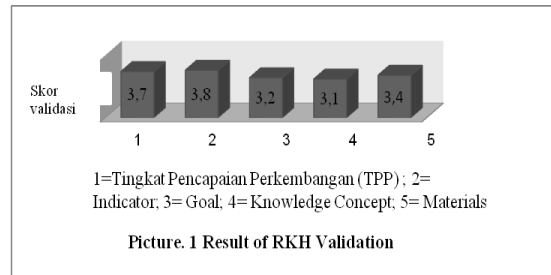 Skor
validasi
3,7 3,8 3,2 3,1 3,4
1 2 3 4 5
1=Tingkat Pencapaian Perkembangan (TPP) ; 2=
Indicator; 3= Goal; 4= Knowledge Concept; 5= Materials
Picture. 1 Result of RKH Validation